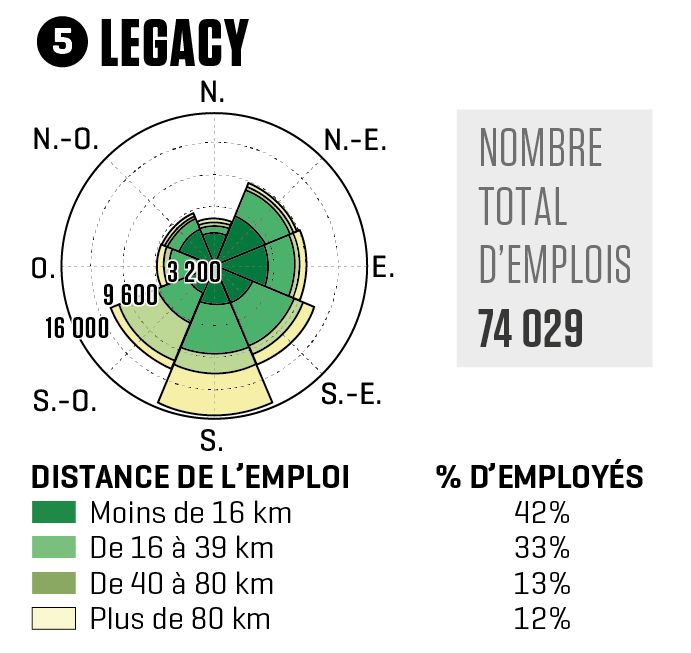 5 LEGACY
N.
N.-O.
N.-E.
O.
E.
3 200
9 600
16 000
S.-O.
S.-E.
S.
NOMBRE
TOTAL
D'EMPLOIS
74 029
DISTANCE DE L'EMPLOI % D'EMPLOYÉS
Moins de 16 km 42%
De 16 à 39 km 33%
De 40 à 80 km 13%
Plus de 80 km 12%